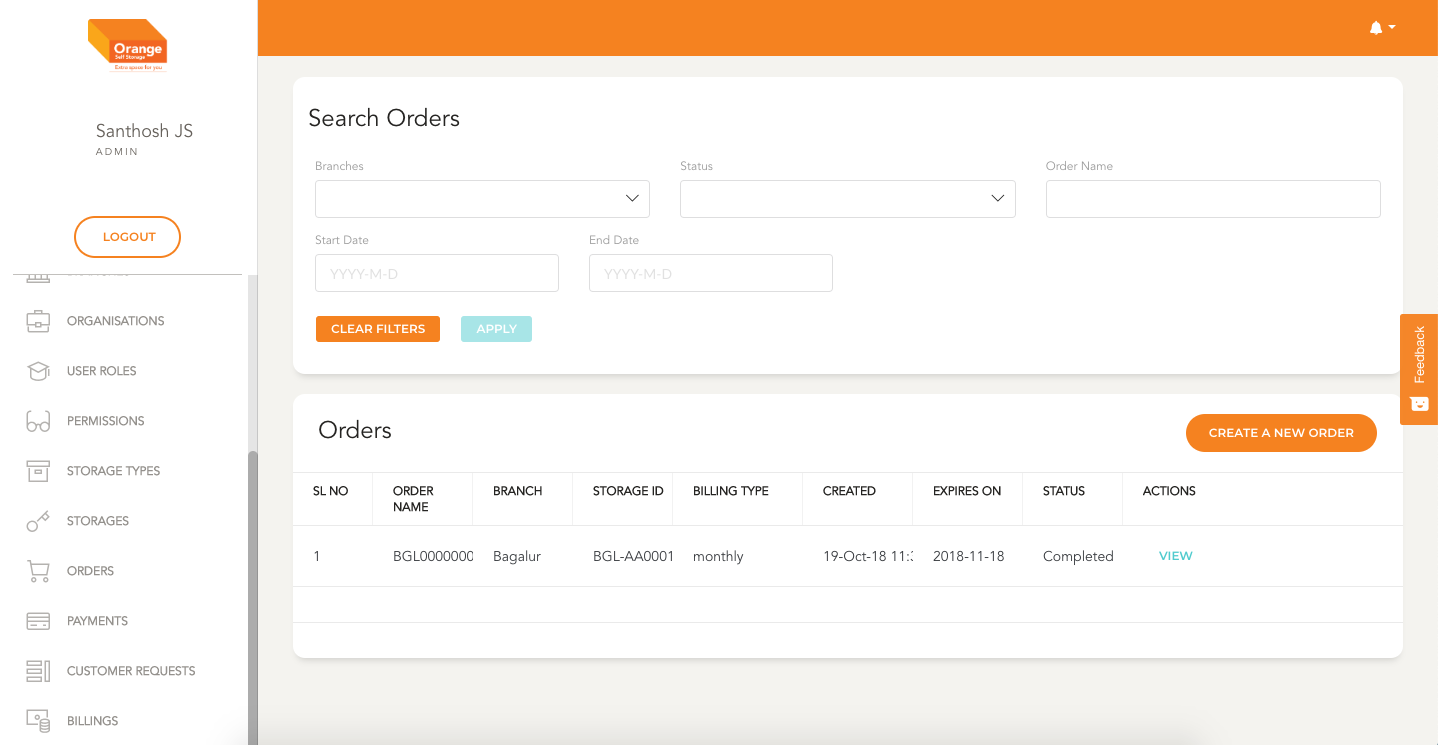 Orange
Self Storage
Extra space for you
Santhosh JS
ADMIN
LOGOUT
ORGANISATIONS
USER ROLES
PERMISSIONS
STORAGE TYPES
STORAGES
ORDERS
PAYMENTS
CUSTOMER REQUESTS
BILLINGS
Search Orders
Branches
Status
Order Name
Start Date
End Date
YYYY-M-D
YYYY-M-D
CLEAR FILTERS
APPLY
Feedback
Orders
CREATE A NEW ORDER
SL NO
ORDER
NAME
BRANCH
STORAGE ID
BILLING TYPE
CREATED
EXPIRES ON
STATUS
ACTIONS
1
BGL0000000
Bagalur
BGL-AA0001
monthly
19-Oct-18 11:
2018-11-18
Completed
VIEW